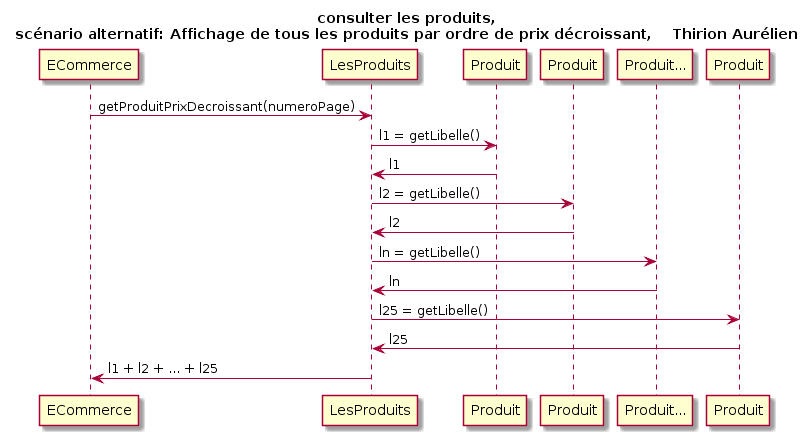 consulter les produits,
scénario alternatif: Affichage de tous les produits par ordre de prix décroissant, Thirion Aurélien
ECommerce LesProduits Produit Produit Produit... Produit
getProduitPrixDecroissant(numeroPage)
l1 = getLibelle()
l1
l2 = getLibelle()
l2
ln = getLibelle()
ln
l25 = getLibelle()
l25
l1 + l2 + ... + l25
ECommerce LesProduits Produit Produit Produit... Produit